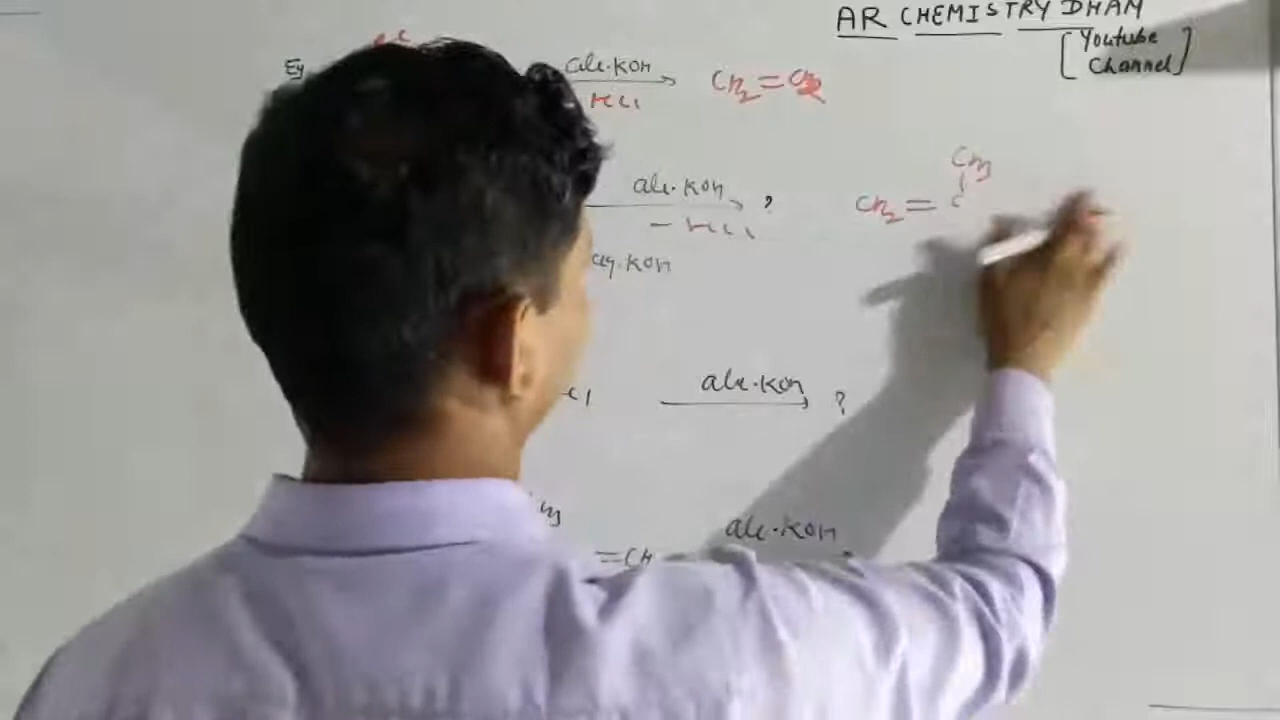 AR CHEMISTRY DHAM
[Youtube
Channel]
Eg
alc.KOH
HCl
CH2=CH2
CH3
alc.KOH
?
CH2=C
-HCl
aq.KOH
Cl
alc.KOH
?
alc.KOH
=CH